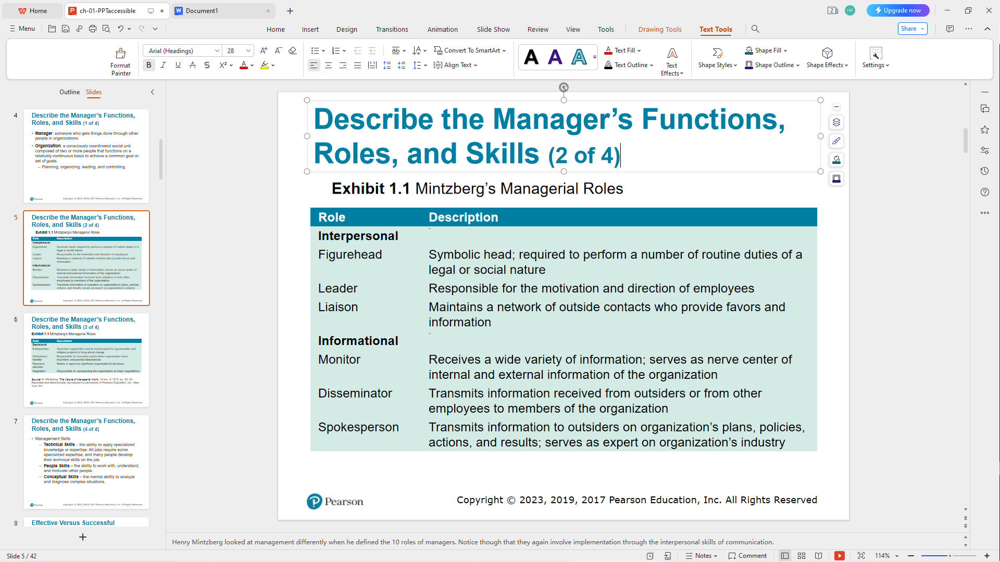 Home
ch-01-PPTaccessible
Document1
2
HB
Upgrade now
Menu
Home
Insert
Design
Transitions
Animation
Slide Show
Review
View
Tools
Drawing Tools
Text Tools
Share
Format
Painter
Arial (Headings)
28
Convert To SmartArt
Align Text
Text Fill
Text Outline
Text
Effects
Shape Styles
Shape Fill
Shape Outline
Shape Effects
Settings
Outline
Slides
4
Describe the Manager’s Functions,
Roles, and Skills (1 of 4)
• Manager: someone who gets things done through other
people in organizations.
• Organization: a consciously coordinated social unit
composed of two or more people that functions on a
relatively continuous basis to achieve a common goal or
set of goals.
– Planning, organizing, leading, and controlling.
Pearson
Copyright © 2023, 2019, 2017 Pearson Education, Inc. All Rights Reserved
5
Describe the Manager’s Functions,
Roles, and Skills (2 of 4)
Exhibit 1.1 Mintzberg’s Managerial Roles
Role Description
Interpersonal
Figurehead Symbolic head; required to perform a number of routine duties of a
legal or social nature
Leader Responsible for the motivation and direction of employees
Liaison Maintains a network of outside contacts who provide favors and
information
Informational
Monitor Receives a wide variety of information; serves as nerve center of
internal and external information of the organization
Disseminator Transmits information received from outsiders or from other
employees to members of the organization
Spokesperson Transmits information to outsiders on organization’s plans, policies,
actions, and results; serves as expert on organization’s industry
Pearson
Copyright © 2023, 2019, 2017 Pearson Education, Inc. All Rights Reserved
6
Describe the Manager’s Functions,
Roles, and Skills (3 of 4)
Exhibit 1.1 Mintzberg’s Managerial Roles
Role Description
Decisional
Entrepreneur Searches organization and its environment for opportunities and
initiates projects to bring about change
Disturbance Responsible for corrective action when organization faces
handler important, unexpected disturbances
Resource Makes or approves significant organizational decisions
allocator
Negotiator Responsible for representing the organization at major negotiations
Source: H. Mintzberg, The Nature of Managerial Work, 1st ed., © 1973, pp. 92–93.
Reprinted and electronically reproduced by permission of Pearson Education, Inc., New
York, NY.
Pearson
Copyright © 2023, 2019, 2017 Pearson Education, Inc. All Rights Reserved
7
Describe the Manager’s Functions,
Roles, and Skills (4 of 4)
• Management Skills
– Technical Skills – the ability to apply specialized
knowledge or expertise. All jobs require some
specialized expertise, and many people develop
their technical skills on the job.
– People Skills – the ability to work with, understand,
and motivate other people.
– Conceptual Skills – the mental ability to analyze
and diagnose complex situations.
Pearson
Copyright © 2023, 2019, 2017 Pearson Education, Inc. All Rights Reserved
8
Effective Versus Successful
Describe the Manager’s Functions,
Roles, and Skills (2 of 4)
Exhibit 1.1 Mintzberg’s Managerial Roles
Role Description
Interpersonal
Figurehead Symbolic head; required to perform a number of routine duties of a
legal or social nature
Leader Responsible for the motivation and direction of employees
Liaison Maintains a network of outside contacts who provide favors and
information
Informational
Monitor Receives a wide variety of information; serves as nerve center of
internal and external information of the organization
Disseminator Transmits information received from outsiders or from other
employees to members of the organization
Spokesperson Transmits information to outsiders on organization’s plans, policies,
actions, and results; serves as expert on organization’s industry
Pearson
Copyright © 2023, 2019, 2017 Pearson Education, Inc. All Rights Reserved
Henry Mintzberg looked at management differently when he defined the 10 roles of managers. Notice though that they again involve implementation through the interpersonal skills of communication.
Slide 5 / 42
Notes
Comment
114%